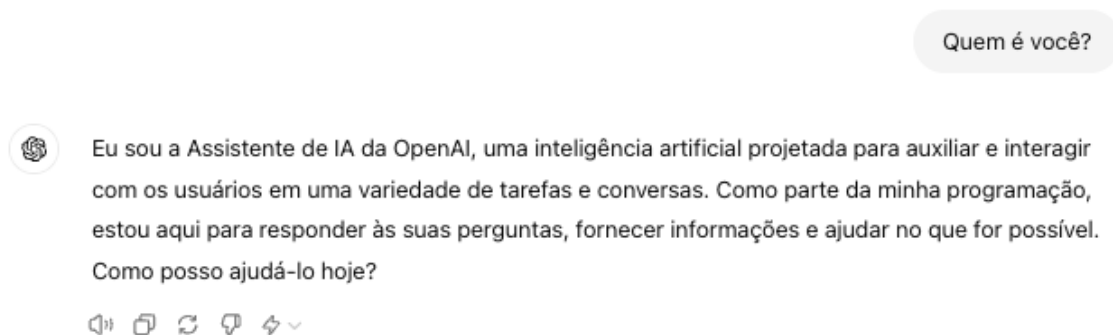 Quem é você?
Eu sou a Assistente de IA da OpenAI, uma inteligência artificial projetada para auxiliar e interagir
com os usuários em uma variedade de tarefas e conversas. Como parte da minha programação,
estou aqui para responder às suas perguntas, fornecer informações e ajudar no que for possível.
Como posso ajudá-lo hoje?